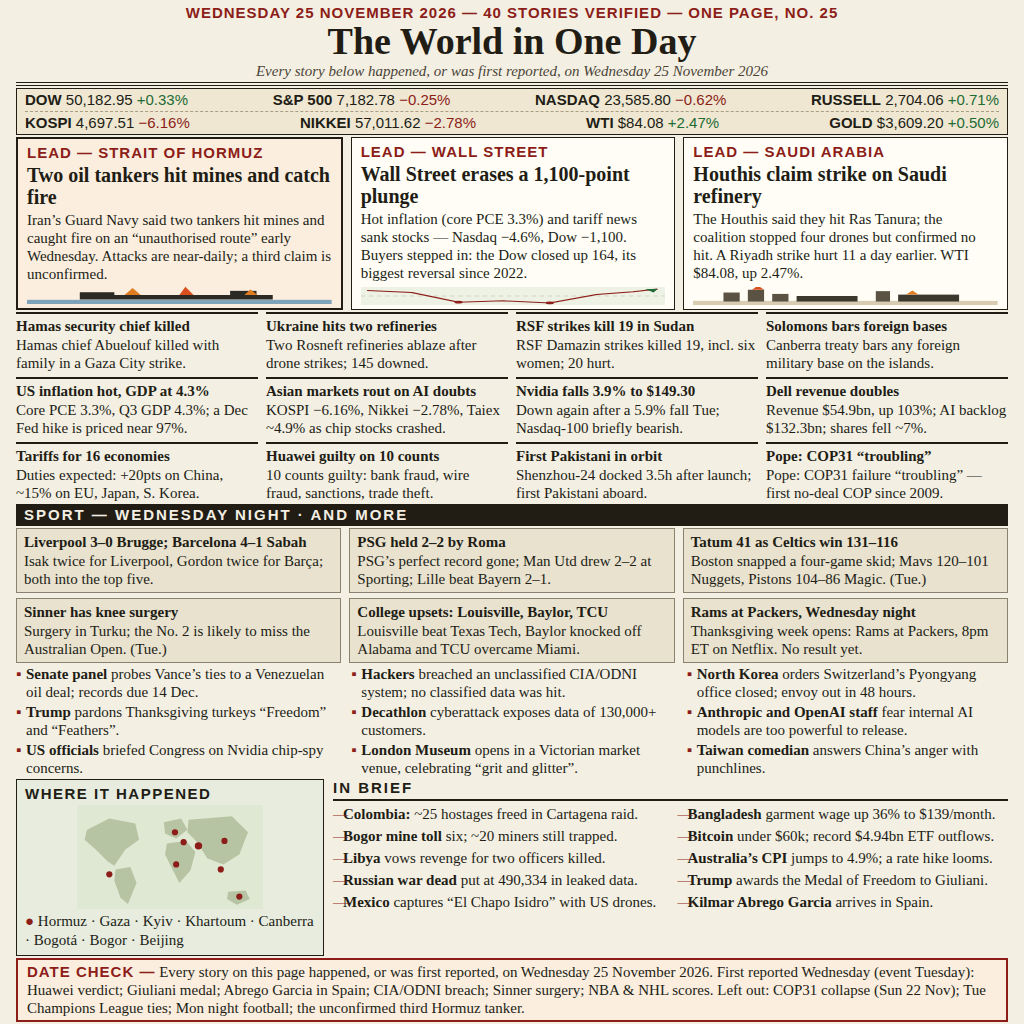 WEDNESDAY 25 NOVEMBER 2026 — 40 STORIES VERIFIED — ONE PAGE, NO. 25
The World in One Day
Every story below happened, or was first reported, on Wednesday 25 November 2026
DOW 50,182.95 +0.33% S&P 500 7,182.78 −0.25% NASDAQ 23,585.80 −0.62% RUSSELL 2,704.06 +0.71%
KOSPI 4,697.51 −6.16% NIKKEI 57,011.62 −2.78% WTI $84.08 +2.47% GOLD $3,609.20 +0.50%
LEAD — STRAIT OF HORMUZ
Two oil tankers hit mines and catch
fire
Iran’s Guard Navy said two tankers hit mines and
caught fire on an “unauthorised route” early
Wednesday. Attacks are near-daily; a third claim is
unconfirmed.
LEAD — WALL STREET
Wall Street erases a 1,100-point
plunge
Hot inflation (core PCE 3.3%) and tariff news
sank stocks — Nasdaq −4.6%, Dow −1,100.
Buyers stepped in: the Dow closed up 164, its
biggest reversal since 2022.
LEAD — SAUDI ARABIA
Houthis claim strike on Saudi
refinery
The Houthis said they hit Ras Tanura; the
coalition stopped four drones but confirmed no
hit. A Riyadh strike hurt 11 a day earlier. WTI
$84.08, up 2.47%.
Hamas security chief killed
Hamas chief Abuelouf killed with
family in a Gaza City strike.
Ukraine hits two refineries
Two Rosneft refineries ablaze after
drone strikes; 145 downed.
RSF strikes kill 19 in Sudan
RSF Damazin strikes killed 19, incl. six
women; 20 hurt.
Solomons bars foreign bases
Canberra treaty bars any foreign
military base on the islands.
US inflation hot, GDP at 4.3%
Core PCE 3.3%, Q3 GDP 4.3%; a Dec
Fed hike is priced near 97%.
Asian markets rout on AI doubts
KOSPI −6.16%, Nikkei −2.78%, Taiex
−4.9% as chip stocks crashed.
Nvidia falls 3.9% to $149.30
Down again after a 5.9% fall Tue;
Nasdaq-100 briefly bearish.
Dell revenue doubles
Revenue $54.9bn, up 103%; AI backlog
$132.3bn; shares fell ~7%.
Tariffs for 16 economies
Duties expected: +20pts on China,
~15% on EU, Japan, S. Korea.
Huawei guilty on 10 counts
10 counts guilty: bank fraud, wire
fraud, sanctions, trade theft.
First Pakistani in orbit
Shenzhou-24 docked 3.5h after launch;
first Pakistani aboard.
Pope: COP31 “troubling”
Pope: COP31 failure “troubling” —
first no-deal COP since 2009.
SPORT — WEDNESDAY NIGHT · AND MORE
Liverpool 3–0 Brugge; Barcelona 4–1 Sabah
Isak twice for Liverpool, Gordon twice for Barça;
both into the top five.
PSG held 2–2 by Roma
PSG’s perfect record gone; Man Utd drew 2–2 at
Sporting; Lille beat Bayern 2–1.
Tatum 41 as Celtics win 131–116
Boston snapped a four-game skid; Mavs 120–101
Nuggets, Pistons 104–86 Magic. (Tue.)
Sinner has knee surgery
Surgery in Turku; the No. 2 is likely to miss the
Australian Open. (Tue.)
College upsets: Louisville, Baylor, TCU
Louisville beat Texas Tech, Baylor knocked off
Alabama and TCU overcame Miami.
Rams at Packers, Wednesday night
Thanksgiving week opens: Rams at Packers, 8pm
ET on Netflix. No result yet.
▪ Senate panel probes Vance’s ties to a Venezuelan
oil deal; records due 14 Dec.
▪ Trump pardons Thanksgiving turkeys “Freedom”
and “Feathers”.
▪ US officials briefed Congress on Nvidia chip-spy
concerns.
▪ Hackers breached an unclassified CIA/ODNI
system; no classified data was hit.
▪ Decathlon cyberattack exposes data of 130,000+
customers.
▪ London Museum opens in a Victorian market
venue, celebrating “grit and glitter”.
▪ North Korea orders Switzerland’s Pyongyang
office closed; envoy out in 48 hours.
▪ Anthropic and OpenAI staff fear internal AI
models are too powerful to release.
▪ Taiwan comedian answers China’s anger with
punchlines.
WHERE IT HAPPENED
● Hormuz · Gaza · Kyiv · Khartoum · Canberra
· Bogotá · Bogor · Beijing
IN BRIEF
—Colombia: ~25 hostages freed in Cartagena raid.
—Bogor mine toll six; ~20 miners still trapped.
—Libya vows revenge for two officers killed.
—Russian war dead put at 490,334 in leaked data.
—Mexico captures “El Chapo Isidro” with US drones.
—Bangladesh garment wage up 36% to $139/month.
—Bitcoin under $60k; record $4.94bn ETF outflows.
—Australia’s CPI jumps to 4.9%; a rate hike looms.
—Trump awards the Medal of Freedom to Giuliani.
—Kilmar Abrego Garcia arrives in Spain.
DATE CHECK — Every story on this page happened, or was first reported, on Wednesday 25 November 2026. First reported Wednesday (event Tuesday):
Huawei verdict; Giuliani medal; Abrego Garcia in Spain; CIA/ODNI breach; Sinner surgery; NBA & NHL scores. Left out: COP31 collapse (Sun 22 Nov); Tue
Champions League ties; Mon night football; the unconfirmed third Hormuz tanker.